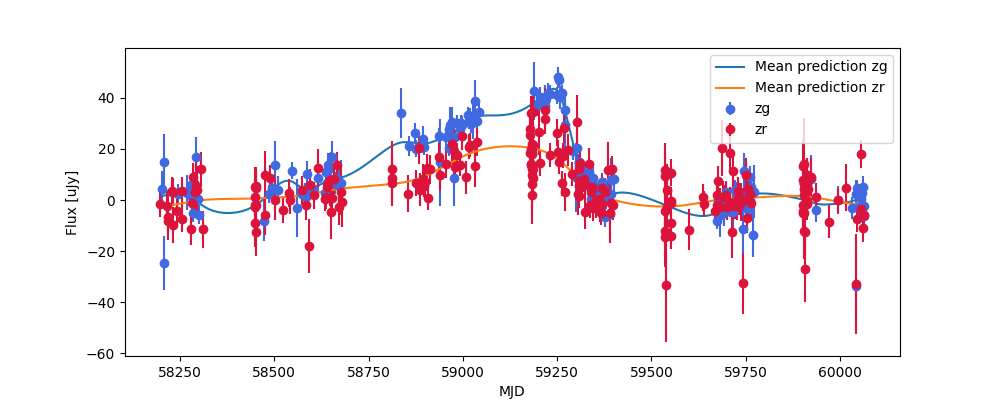 Mean prediction zg
Mean prediction zr
zg
zr
Flux [uJy]
40
20
0
−20
−40
−60
58250
58500
58750
59000
59250
59500
59750
60000
MJD